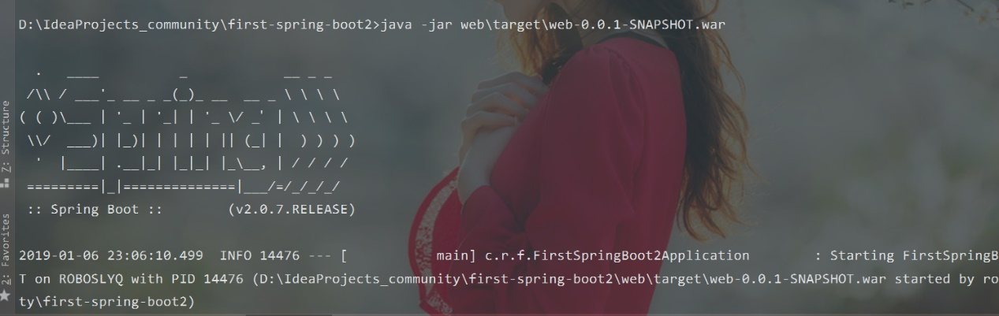 D:\IdeaProjects_community\first-spring-boot2>java -jar web\target\web-0.0.1-SNAPSHOT.war
  .   ____          _            __ _ _
 /\\ / ___'_ __ _ _(_)_ __  __ _ \ \ \ \
( ( )\___ | '_ | '_| | '_ \/ _` | \ \ \ \
 \\/  ___)| |_)| | | | | || (_| |  ) ) ) )
  '  |____| .__|_| |_|_| |_\__, | / / / /
 =========|_|==============|___/=/_/_/_/
 :: Spring Boot ::        (v2.0.7.RELEASE)
2019-01-06 23:06:10.499  INFO 14476 --- [           main] c.r.f.FirstSpringBoot2Application        : Starting FirstSpringB
T on ROBOSLYQ with PID 14476 (D:\IdeaProjects_community\first-spring-boot2\web\target\web-0.0.1-SNAPSHOT.war started by ro
ty\first-spring-boot2)
Z: Structure
2: Favorites